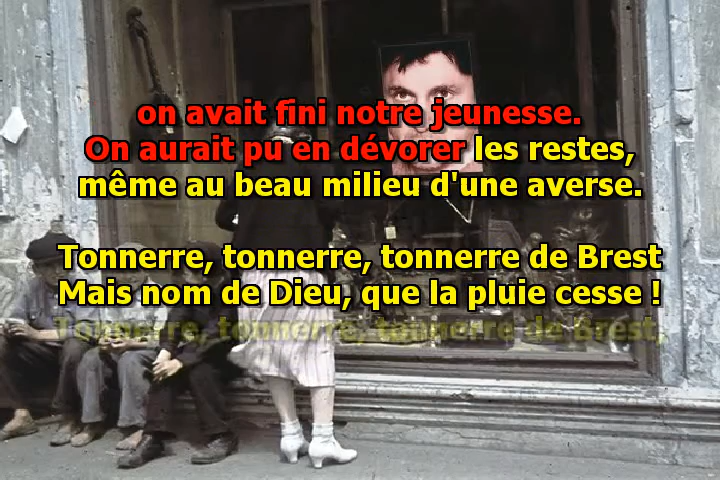 on avait fini notre jeunesse.
On aurait pu en dévorer les restes,
même au beau milieu d'une averse.
Tonnerre, tonnerre, tonnerre de Brest
Mais nom de Dieu, que la pluie cesse !
Tonnerre, tonnerre, tonnerre de Brest,